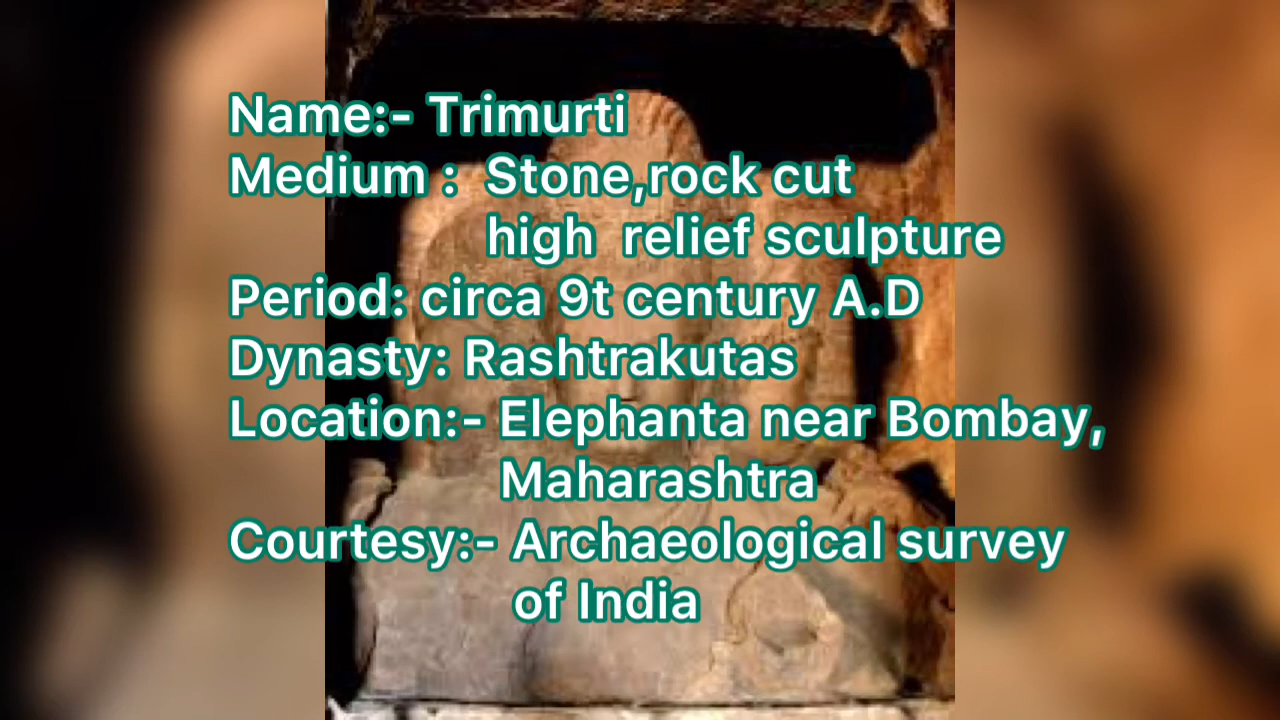 Name:- Trimurti
Medium : Stone,rock cut
high relief sculpture
Period: circa 9t century A.D
Dynasty: Rashtrakutas
Location:- Elephanta near Bombay,
Maharashtra
Courtesy:- Archaeological survey
of India